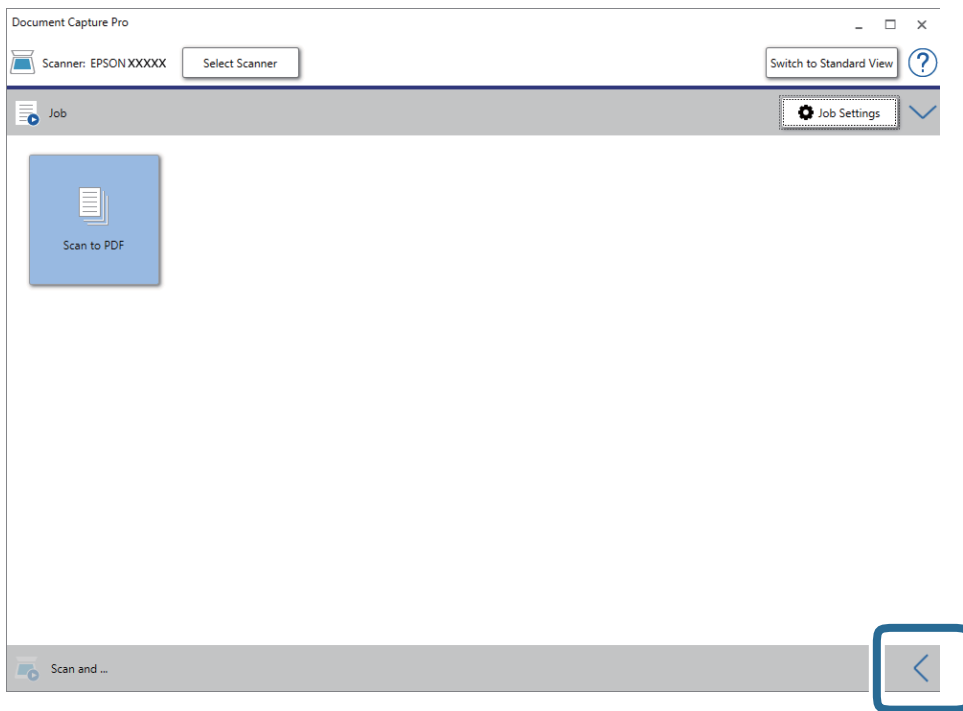 Document Capture Pro
Scanner: EPSON XXXXX Select Scanner Switch to Standard View ?
Job Job Settings
Scan to PDF
Scan and ...